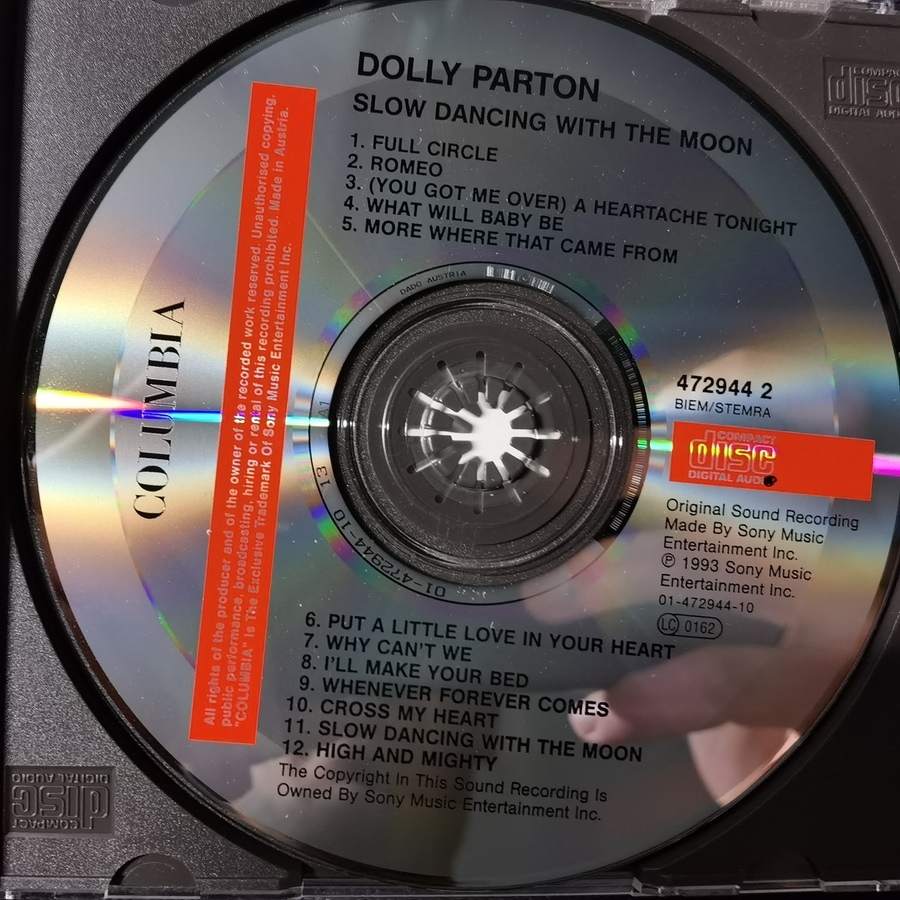 DOLLY PARTON
SLOW DANCING WITH THE MOON
1. FULL CIRCLE
2. ROMEO
3. (YOU GOT ME OVER) A HEARTACHE TONIGHT
4. WHAT WILL BABY BE
5. MORE WHERE THAT CAME FROM
DADC AUSTRIA
COLUMBIA
All rights of the producer and of the owner of the recorded work reserved. Unauthorised copying,
public performance, broadcasting, hiring or rental of this recording prohibited. Made in Austria.
"COLUMBIA" Is The Exclusive Trademark Of Sony Music Entertainment Inc.
472944 2
BIEM/STEMRA
COMPACT
disc
DIGITAL AUDIO
Original Sound Recording
Made By Sony Music
Entertainment Inc.
℗ 1993 Sony Music
Entertainment Inc.
01-472944-10
LC 0162
01-472944-10 13 A1
6. PUT A LITTLE LOVE IN YOUR HEART
7. WHY CAN'T WE
8. I'LL MAKE YOUR BED
9. WHENEVER FOREVER COMES
10. CROSS MY HEART
11. SLOW DANCING WITH THE MOON
12. HIGH AND MIGHTY
The Copyright In This Sound Recording Is
Owned By Sony Music Entertainment Inc.
COMPACT
disc
DIGITAL AUDIO
COMPACT
disc
DIGITAL AUDIO